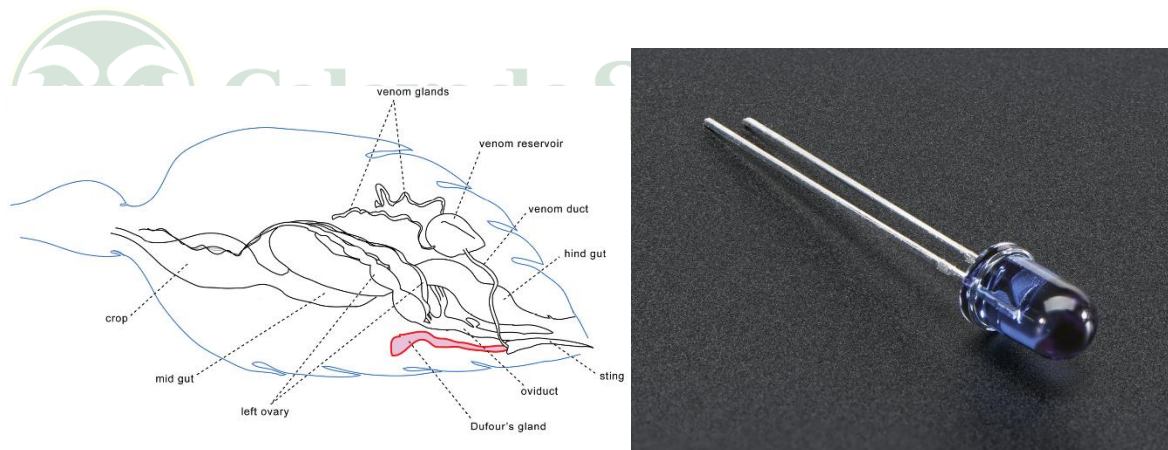 venom glands
venom reservoir
venom duct
hind gut
crop
mid gut
sting
oviduct
left ovary
Dufour's gland